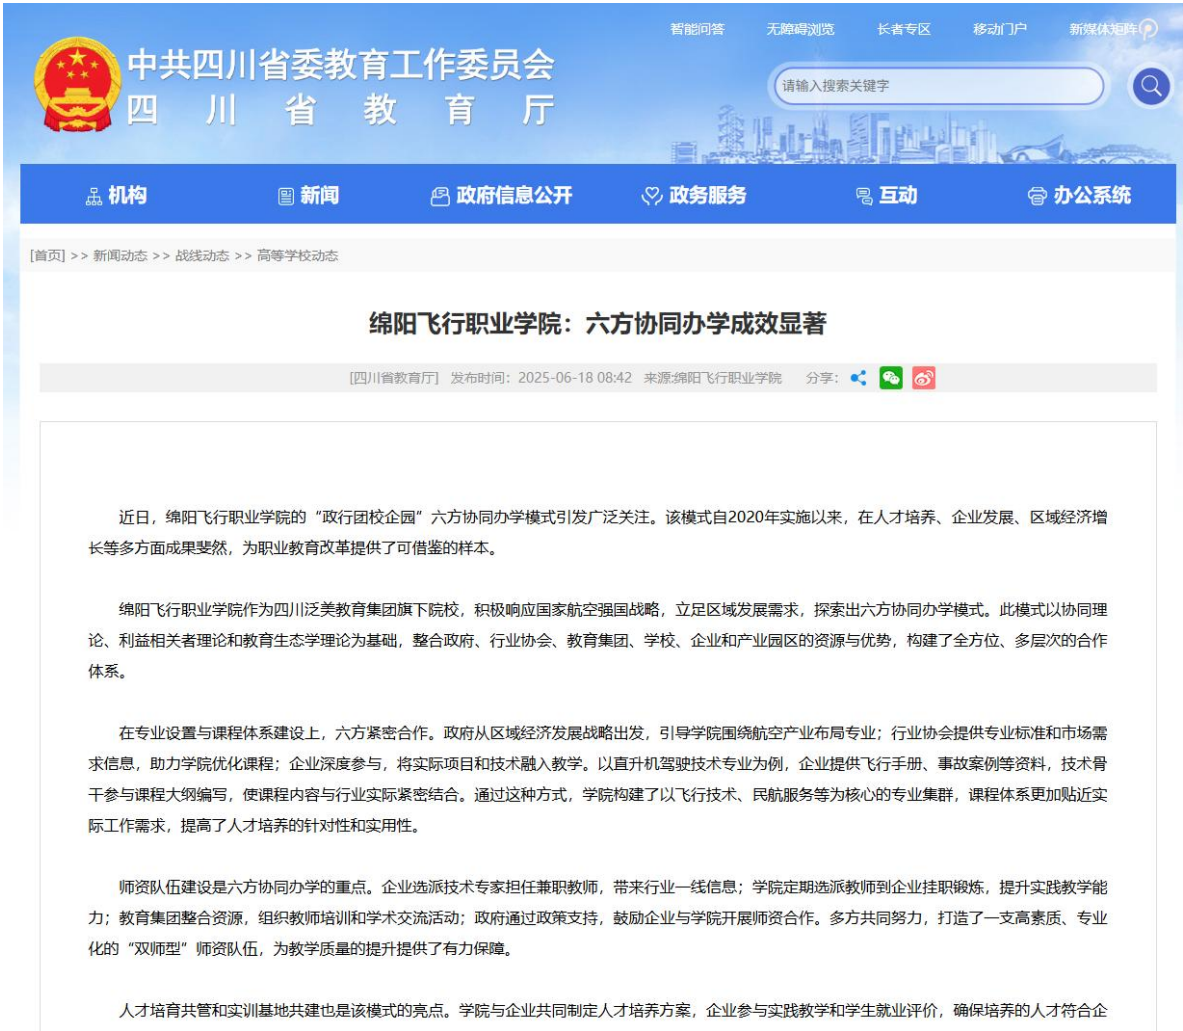 智能问答 无障碍浏览 长者专区 移动门户 新媒体矩阵
中共四川省委教育工作委员会
四川省教育厅
请输入搜索关键字
机构 新闻 政府信息公开 政务服务 互动 办公系统
[首页] >> 新闻动态 >> 战线动态 >> 高等学校动态
绵阳飞行职业学院：六方协同办学成效显著
[四川省教育厅] 发布时间：2025-06-18 08:42 来源:绵阳飞行职业学院 分享：
近日，绵阳飞行职业学院的“政行团校企园”六方协同办学模式引发广泛关注。该模式自2020年实施以来，在人才培养、企业发展、区域经济增
长等多方面成果斐然，为职业教育改革提供了可借鉴的样本。
绵阳飞行职业学院作为四川泛美教育集团旗下院校，积极响应国家航空强国战略，立足区域发展需求，探索出六方协同办学模式。此模式以协同理
论、利益相关者理论和教育生态学理论为基础，整合政府、行业协会、教育集团、学校、企业和产业园区的资源与优势，构建了全方位、多层次的合作
体系。
在专业设置与课程体系建设上，六方紧密合作。政府从区域经济发展战略出发，引导学院围绕航空产业布局专业；行业协会提供专业标准和市场需
求信息，助力学院优化课程；企业深度参与，将实际项目和技术融入教学。以直升机驾驶技术专业为例，企业提供飞行手册、事故案例等资料，技术骨
干参与课程大纲编写，使课程内容与行业实际紧密结合。通过这种方式，学院构建了以飞行技术、民航服务等为核心的专业集群，课程体系更加贴近实
际工作需求，提高了人才培养的针对性和实用性。
师资队伍建设是六方协同办学的重点。企业选派技术专家担任兼职教师，带来行业一线信息；学院定期选派教师到企业挂职锻炼，提升实践教学能
力；教育集团整合资源，组织教师培训和学术交流活动；政府通过政策支持，鼓励企业与学院开展师资合作。多方共同努力，打造了一支高素质、专业
化的“双师型”师资队伍，为教学质量的提升提供了有力保障。
人才培育共管和实训基地共建也是该模式的亮点。学院与企业共同制定人才培养方案，企业参与实践教学和学生就业评价，确保培养的人才符合企